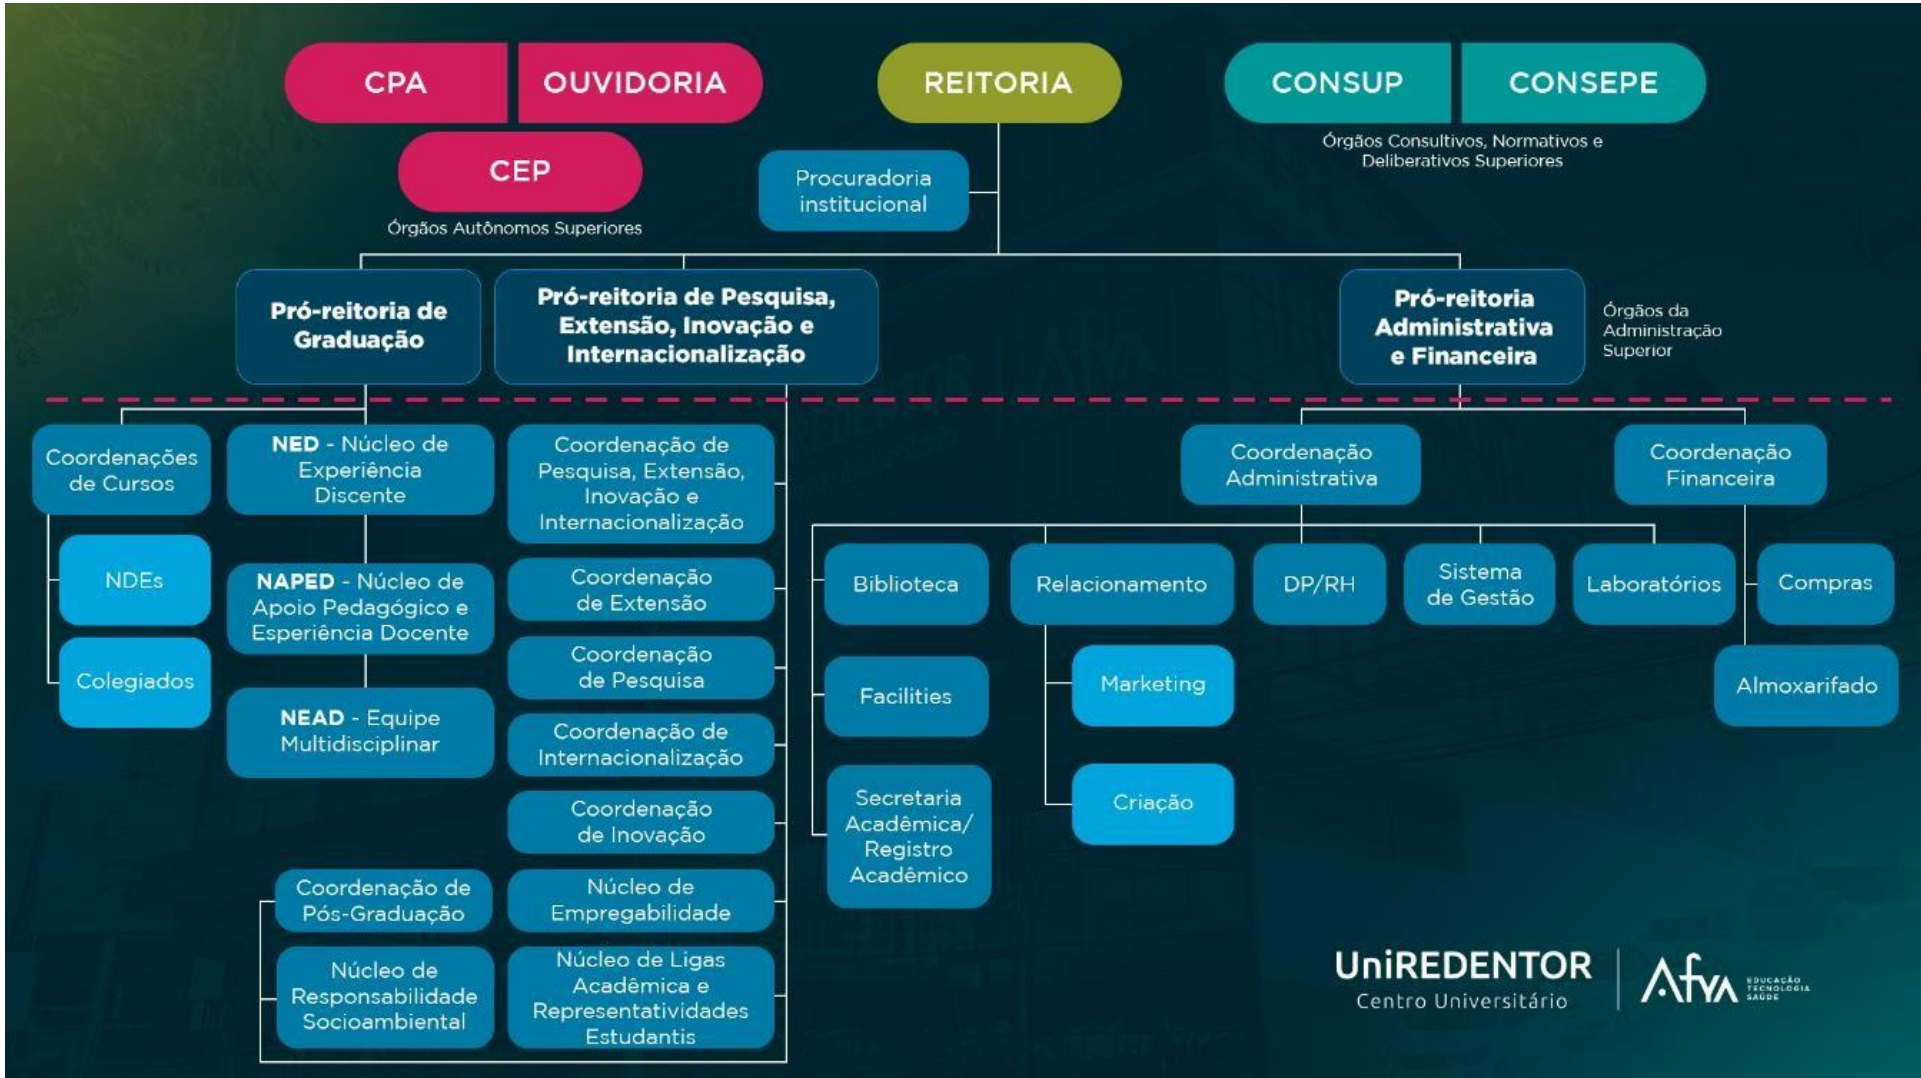 CPA
OUVIDORIA
REITORIA
CONSUP
CONSEPE
CEP
Órgãos Autônomos Superiores
Procuradoria
institucional
Órgãos Consultivos, Normativos e
Deliberativos Superiores
Pró-reitoria de
Graduação
Pró-reitoria de Pesquisa,
Extensão, Inovação e
Internacionalização
Pró-reitoria
Administrativa
e Financeira
Órgãos da
Administração
Superior
Coordenações
de Cursos
NDEs
Colegiados
NED - Núcleo de
Experiência
Discente
NAPED - Núcleo de
Apoio Pedagógico e
Esperiência Docente
NEAD - Equipe
Multidisciplinar
Coordenação de
Pesquisa, Extensão,
Inovação e
Internacionalização
Coordenação
de Extensão
Coordenação
de Pesquisa
Coordenação de
Internacionalização
Coordenação
de Inovação
Coordenação de
Pós-Graduação
Núcleo de
Empregabilidade
Núcleo de
Responsabilidade
Socioambiental
Núcleo de Ligas
Acadêmica e
Representatividades
Estudantis
Coordenação
Administrativa
Coordenação
Financeira
Biblioteca
Relacionamento
DP/RH
Sistema
de Gestão
Laboratórios
Compras
Facilities
Marketing
Almoxarifado
Secretaria
Acadêmica/
Registro
Acadêmico
Criação
UniREDENTOR
Centro Universitário
Afya
EDUCAÇÃO
TECNOLOGIA
SAÚDE